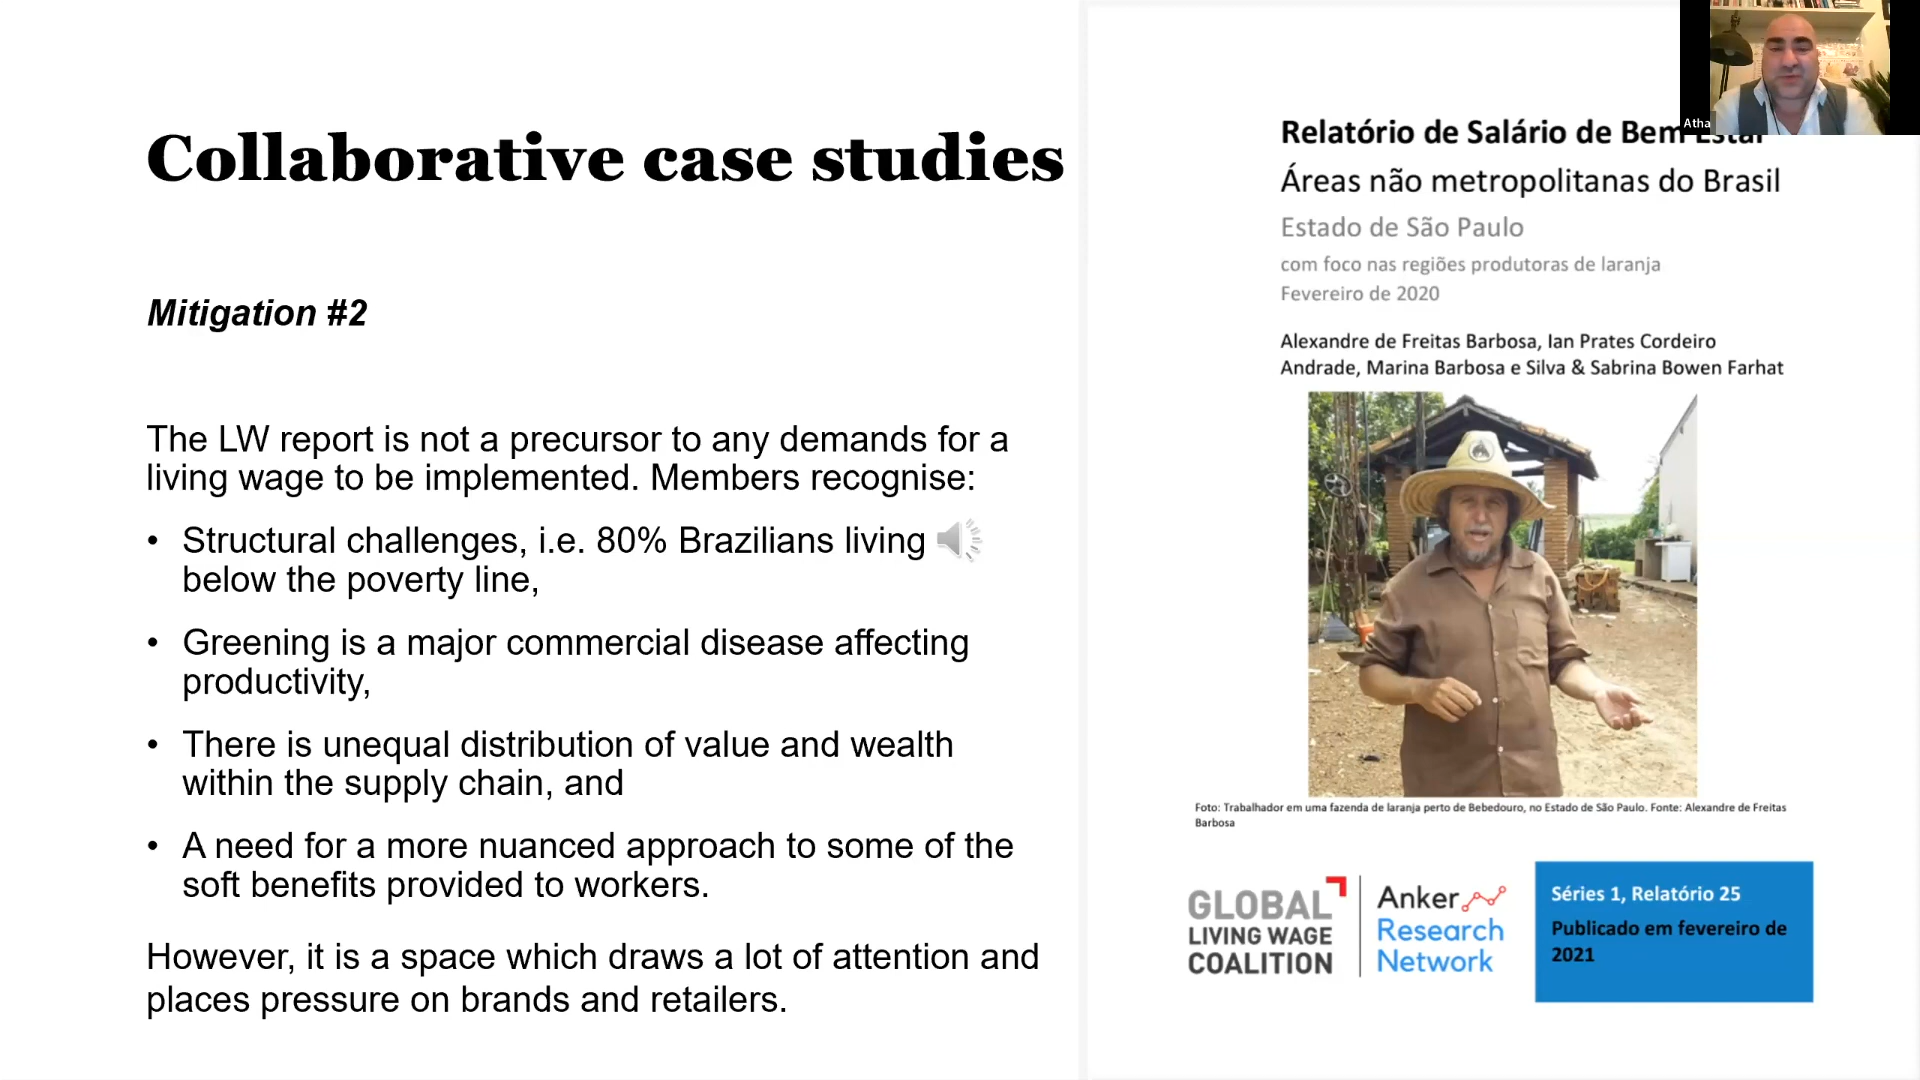 Collaborative case studies
Mitigation #2
The LW report is not a precursor to any demands for a
living wage to be implemented. Members recognise:
• Structural challenges, i.e. 80% Brazilians living
below the poverty line,
• Greening is a major commercial disease affecting
productivity,
• There is unequal distribution of value and wealth
within the supply chain, and
• A need for a more nuanced approach to some of the
soft benefits provided to workers.
However, it is a space which draws a lot of attention and
places pressure on brands and retailers.
Atha
Relatório de Salário de Bem-Estar
Áreas não metropolitanas do Brasil
Estado de São Paulo
com foco nas regiões produtoras de laranja
Fevereiro de 2020
Alexandre de Freitas Barbosa, Ian Prates Cordeiro
Andrade, Marina Barbosa e Silva & Sabrina Bowen Farhat
Foto: Trabalhador em uma fazenda de laranja perto de Bebedouro, no Estado de São Paulo. Fonte: Alexandre de Freitas
Barbosa
GLOBAL
LIVING WAGE
COALITION
Anker
Research
Network
Séries 1, Relatório 25
Publicado em fevereiro de
2021